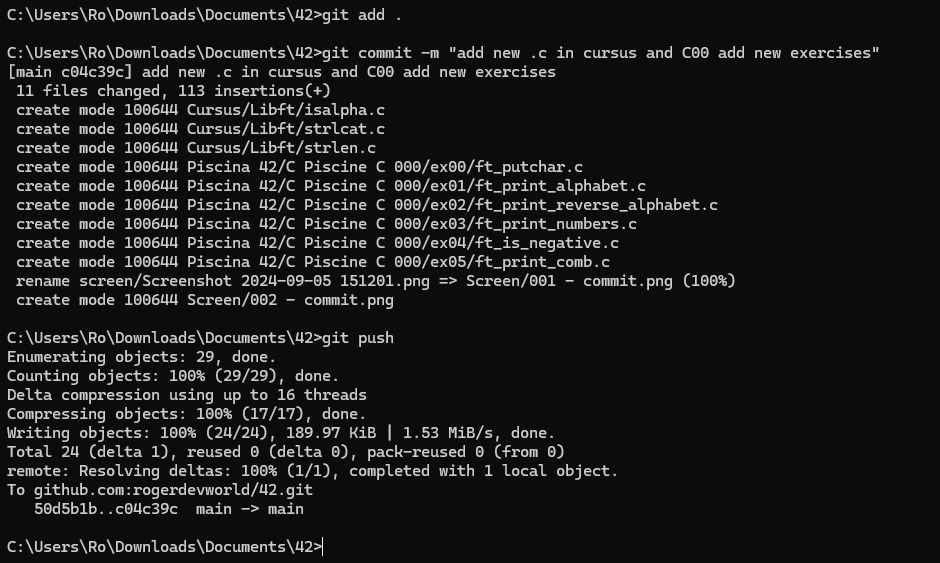 C:\Users\Ro\Downloads\Documents\42>git add .
C:\Users\Ro\Downloads\Documents\42>git commit -m "add new .c in cursus and C00 add new exercises"
[main c04c39c] add new .c in cursus and C00 add new exercises
 11 files changed, 113 insertions(+)
 create mode 100644 Cursus/Libft/isalpha.c
 create mode 100644 Cursus/Libft/strlcat.c
 create mode 100644 Cursus/Libft/strlen.c
 create mode 100644 Piscina 42/C Piscine C 000/ex00/ft_putchar.c
 create mode 100644 Piscina 42/C Piscine C 000/ex01/ft_print_alphabet.c
 create mode 100644 Piscina 42/C Piscine C 000/ex02/ft_print_reverse_alphabet.c
 create mode 100644 Piscina 42/C Piscine C 000/ex03/ft_print_numbers.c
 create mode 100644 Piscina 42/C Piscine C 000/ex04/ft_is_negative.c
 create mode 100644 Piscina 42/C Piscine C 000/ex05/ft_print_comb.c
 rename screen/Screenshot 2024-09-05 151201.png => Screen/001 - commit.png (100%)
 create mode 100644 Screen/002 - commit.png
C:\Users\Ro\Downloads\Documents\42>git push
Enumerating objects: 29, done.
Counting objects: 100% (29/29), done.
Delta compression using up to 16 threads
Compressing objects: 100% (17/17), done.
Writing objects: 100% (24/24), 189.97 KiB | 1.53 MiB/s, done.
Total 24 (delta 1), reused 0 (delta 0), pack-reused 0 (from 0)
remote: Resolving deltas: 100% (1/1), completed with 1 local object.
To github.com:rogerdevworld/42.git
   50d5b1b..c04c39c  main -> main
C:\Users\Ro\Downloads\Documents\42>